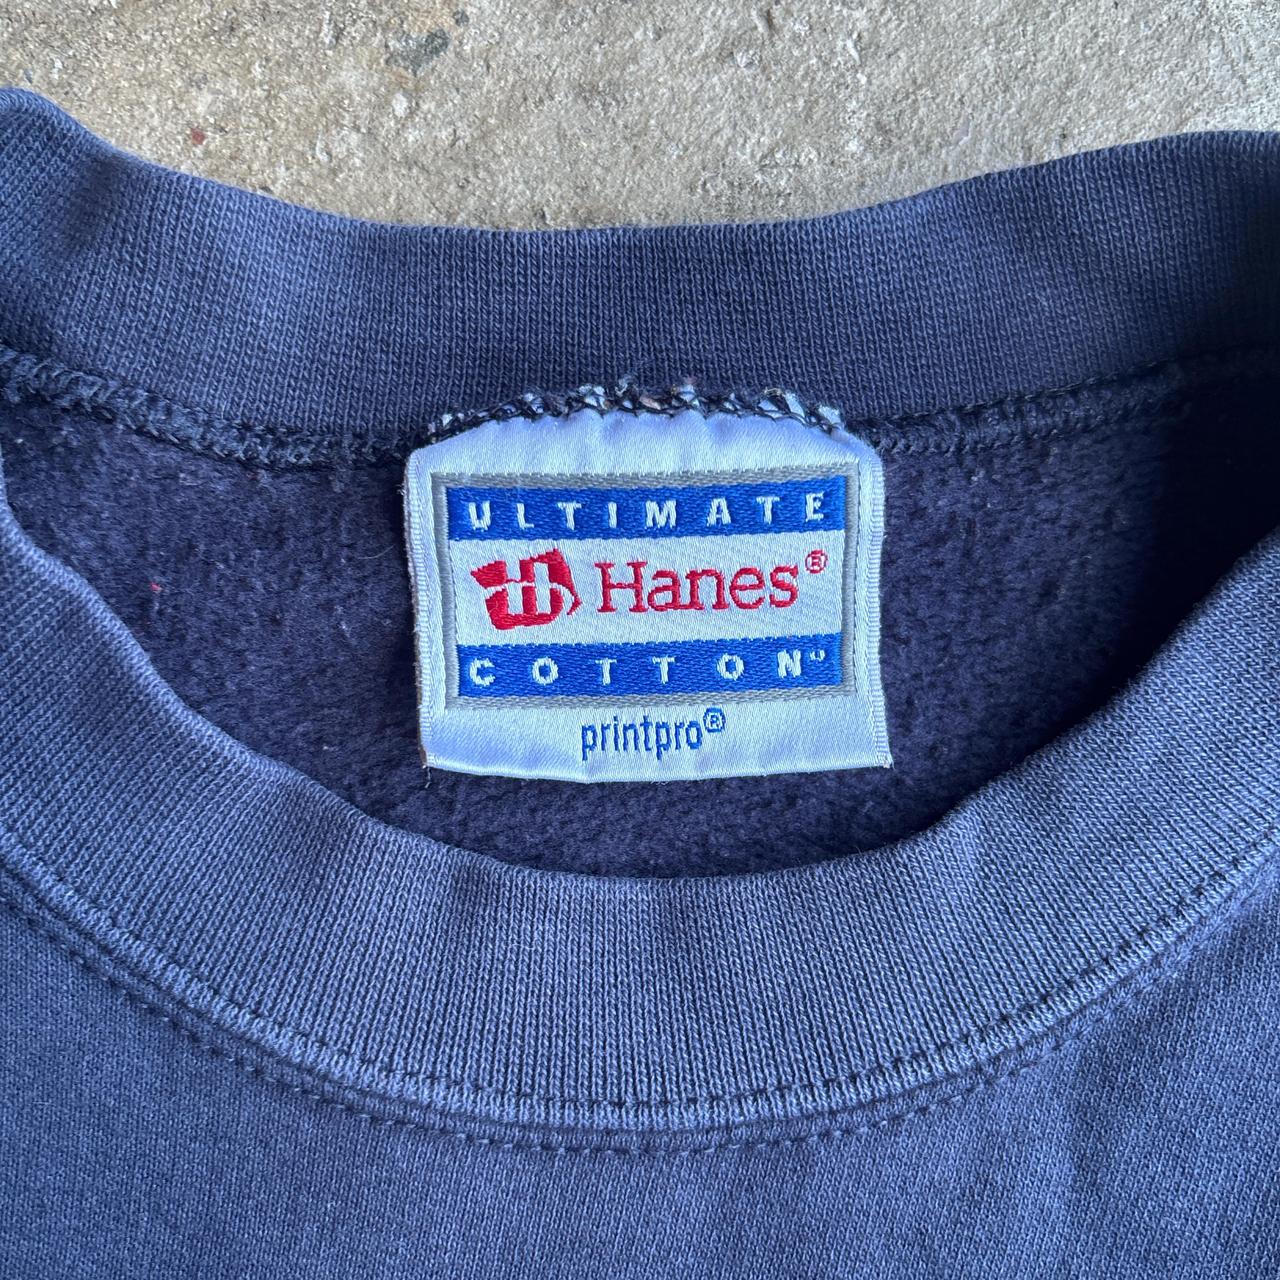 ULTIMATE
H Hanes®
COTTON
printpro®